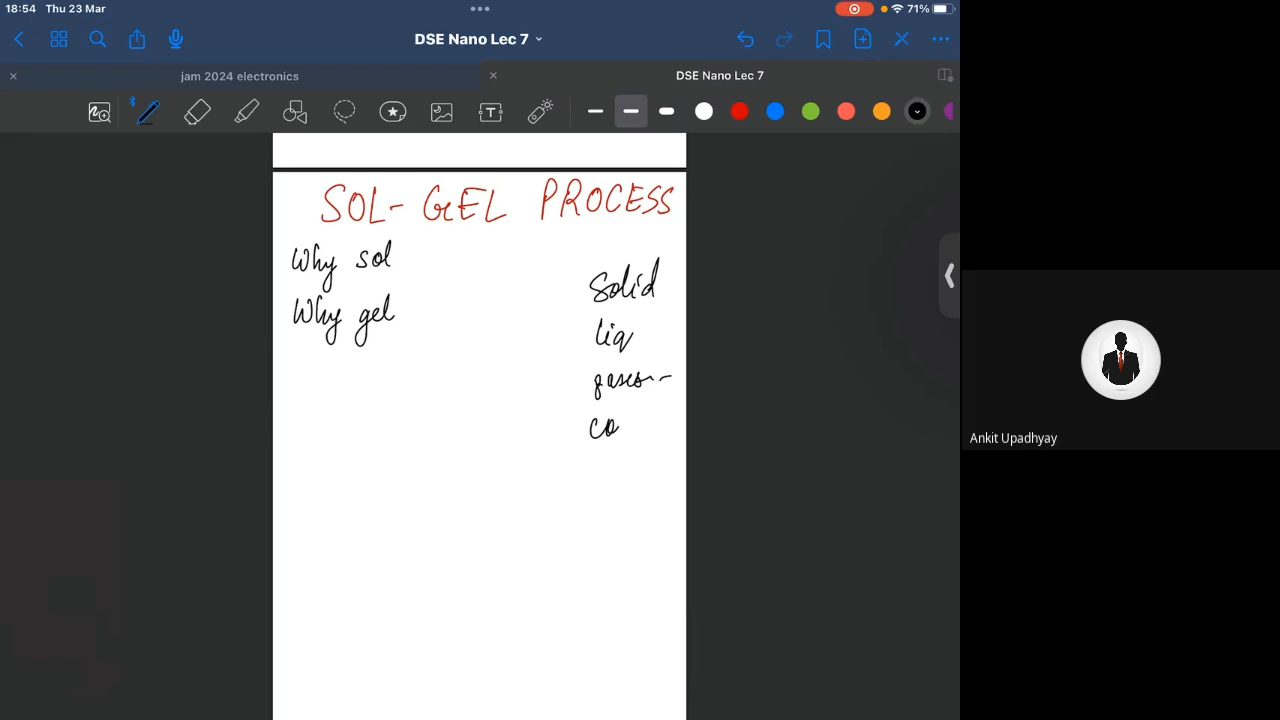 18:54 Thu 23 Mar
71%
DSE Nano Lec 7
jam 2024 electronics
DSE Nano Lec 7
SOL-GEL PROCESS
Why sol
Why gel
Solid
liq
gases
co
Ankit Upadhyay